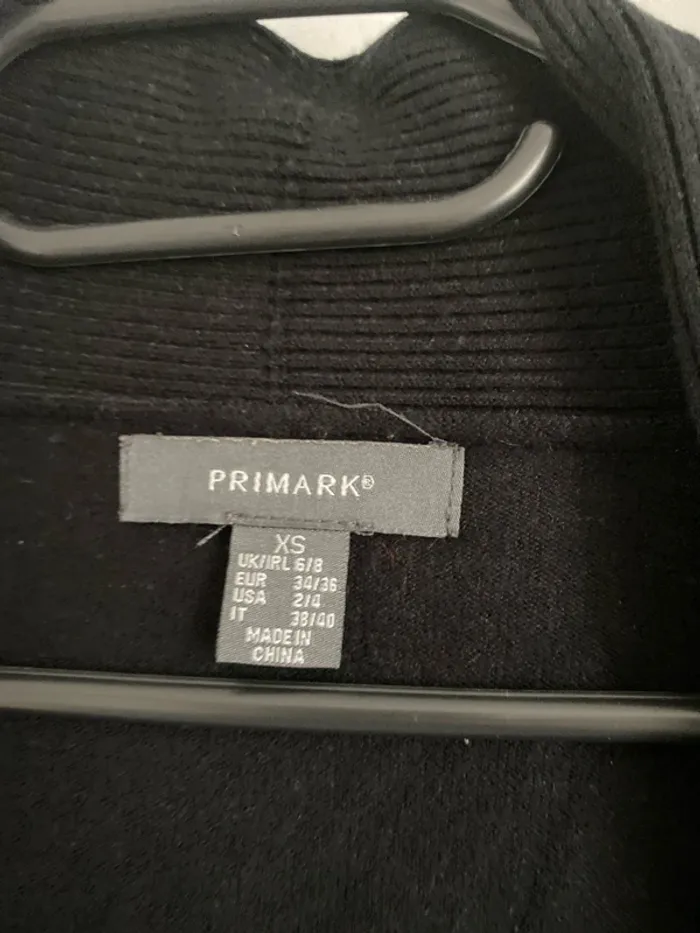 PRIMARK®
XS
UK/IRL 6/8
EUR 34/36
USA 2/4
IT 38/40
MADE IN
CHINA